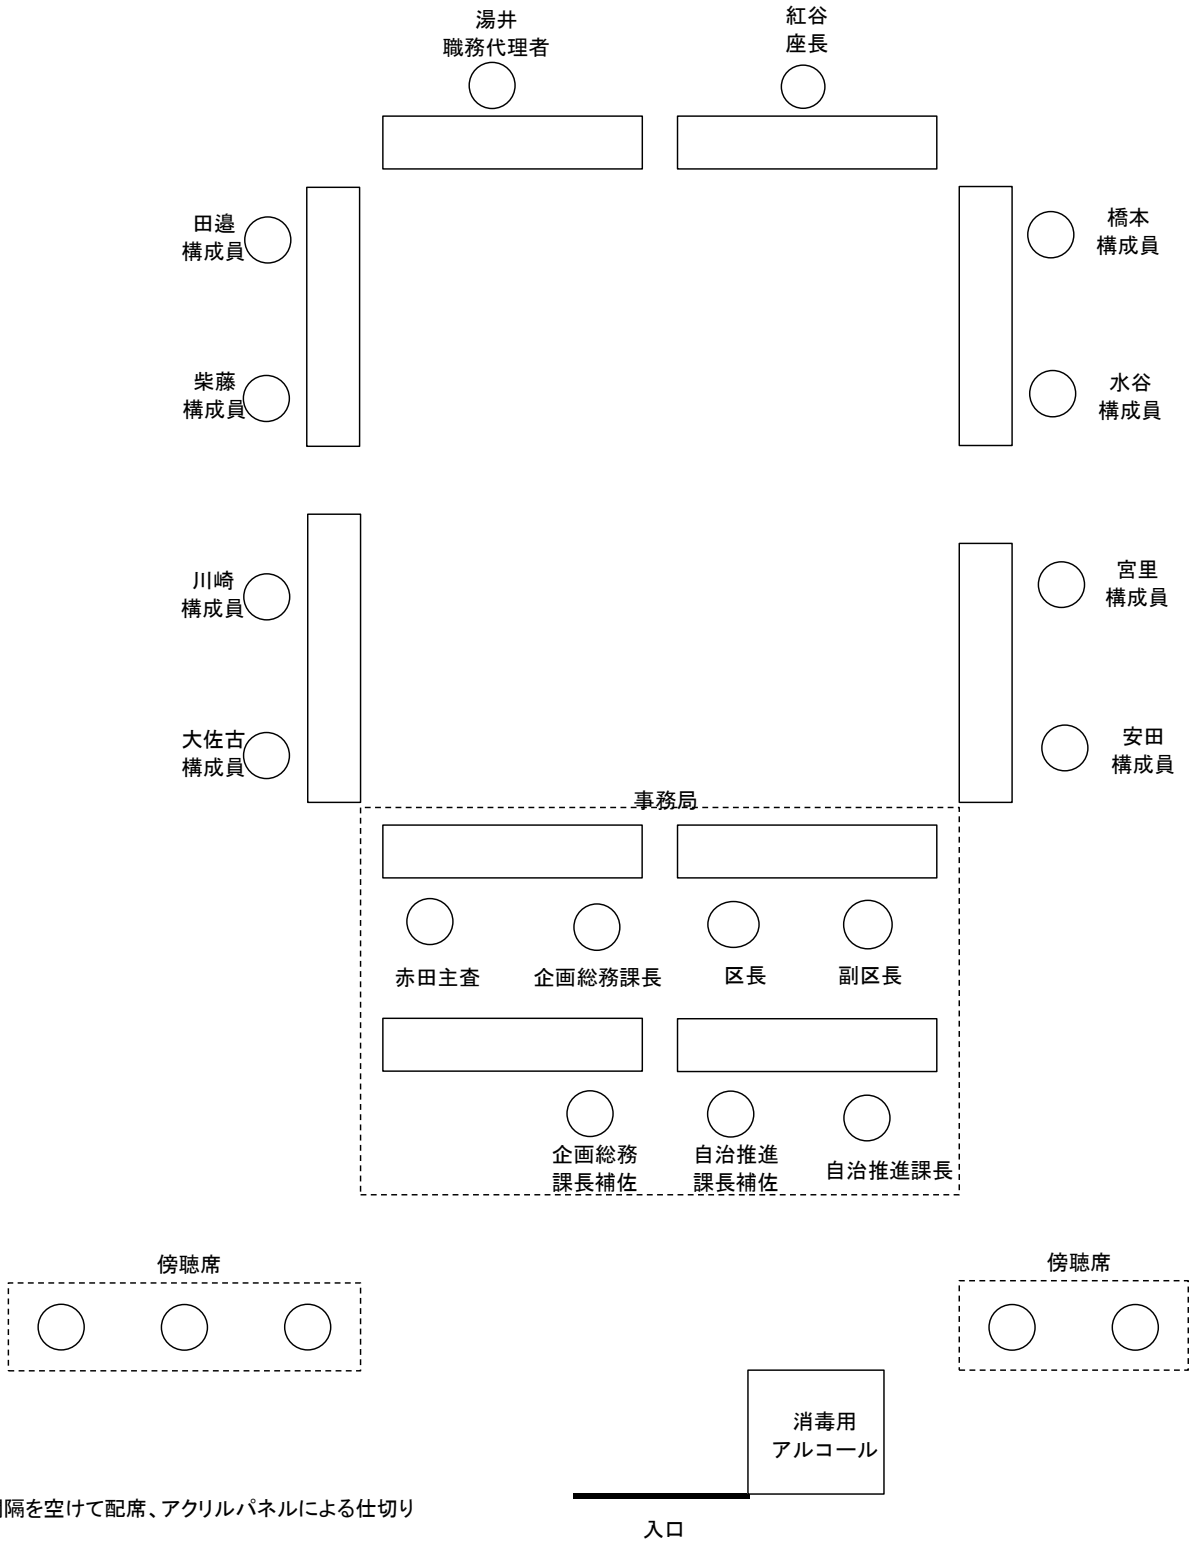 湯井
職務代理者
紅谷
座長
田邉
構成員
橋本
構成員
柴藤
構成員
水谷
構成員
川崎
構成員
宮里
構成員
大佐古
構成員
安田
構成員
事務局
赤田主査
企画総務課長
区長
副区長
企画総務
課長補佐
自治推進
課長補佐
自治推進課長
傍聴席
傍聴席
消毒用
アルコール
隔を空けて配席、アクリルパネルによる仕切り
入口